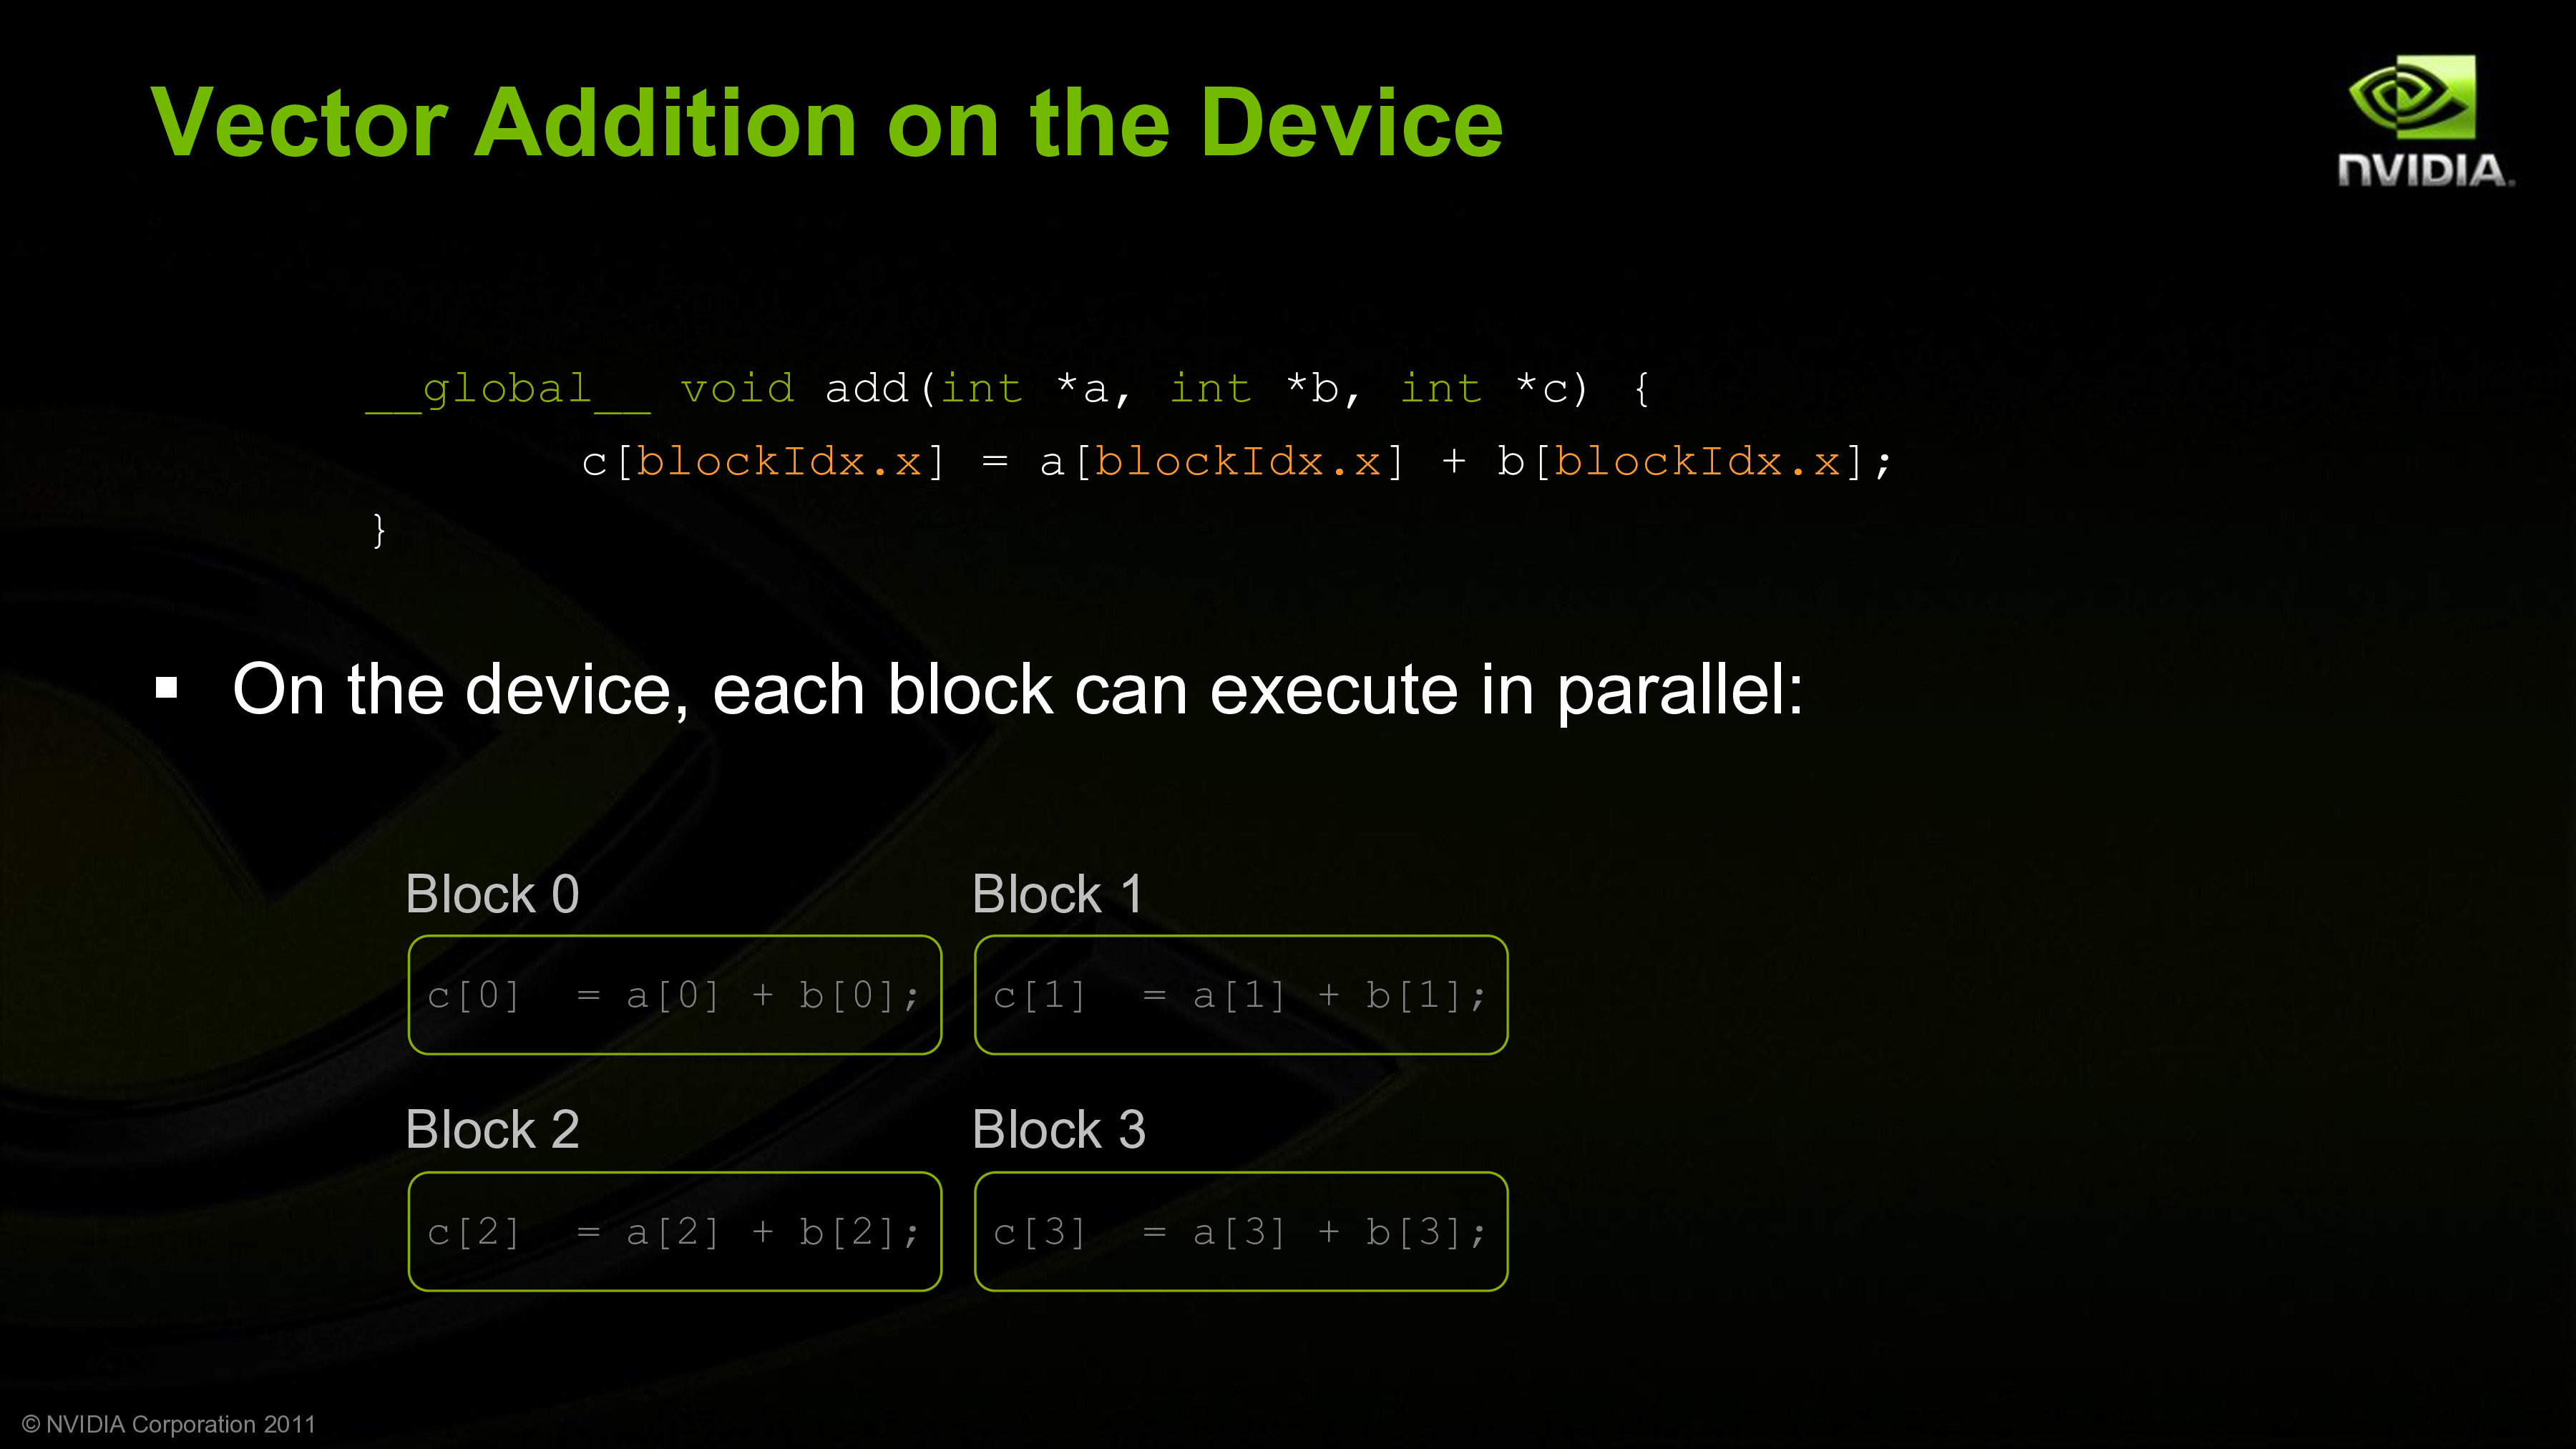 Vector Addition on the Device
NVIDIA.
__global__ void add(int *a, int *b, int *c) {
c[blockIdx.x] = a[blockIdx.x] + b[blockIdx.x];
}
▪ On the device, each block can execute in parallel:
Block 0 Block 1
c[0] = a[0] + b[0]; c[1] = a[1] + b[1];
Block 2 Block 3
c[2] = a[2] + b[2]; c[3] = a[3] + b[3];
© NVIDIA Corporation 2011